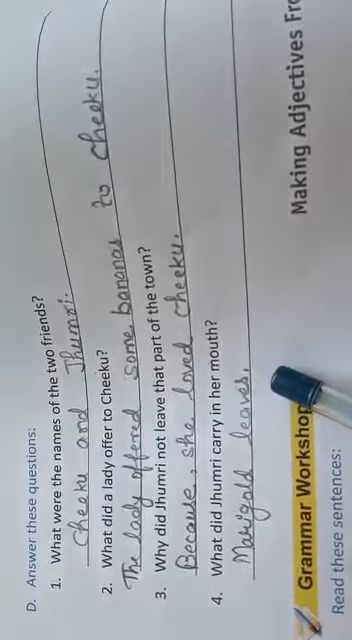 D. Answer these questions:
1. What were the names of the two friends?
Cheeku and Jhumri.
2. What did a lady offer to Cheeku?
The lady offered some bananas to cheeku.
3. Why did Jhumri not leave that part of the town?
Because, she loved cheeku.
4. What did Jhumri carry in her mouth?
Marigold leaves.
Grammar Workshop
Making Adjectives Fro
Read these sentences: